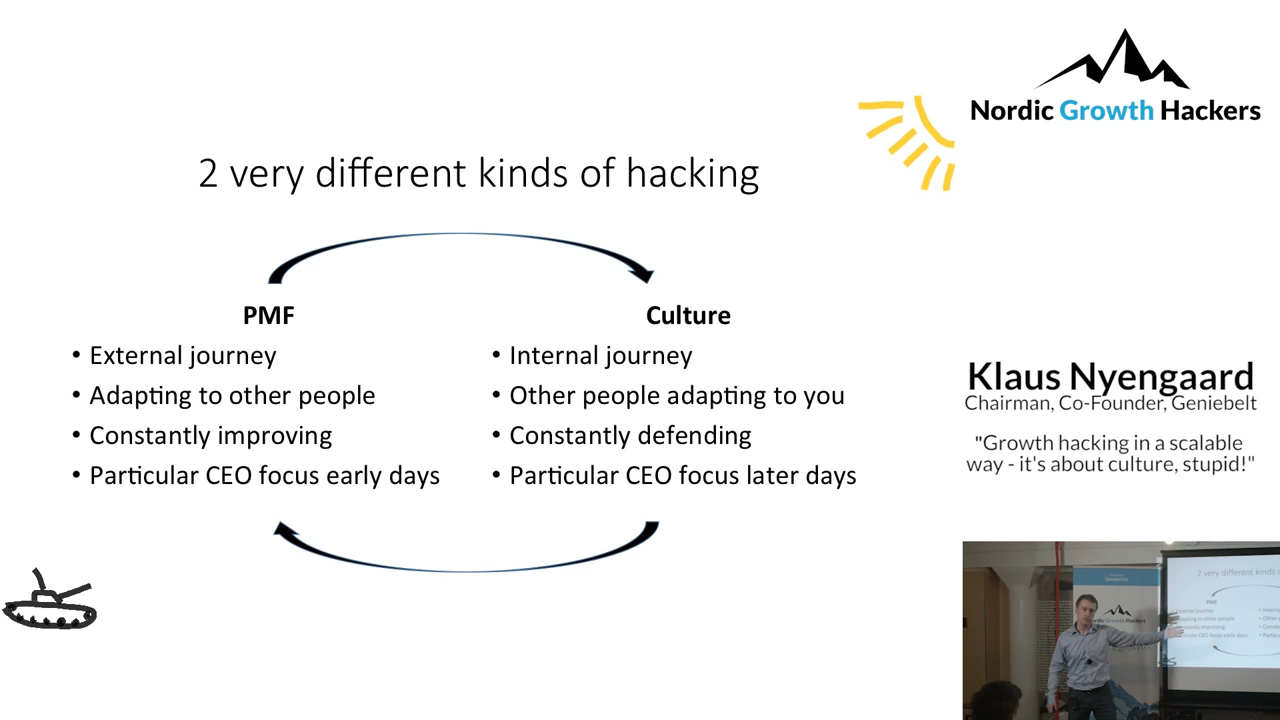 Nordic Growth Hackers
2 very different kinds of hacking
PMF
• External journey
• Adapting to other people
• Constantly improving
• Particular CEO focus early days
Culture
• Internal journey
• Other people adapting to you
• Constantly defending
• Particular CEO focus later days
Klaus Nyengaard
Chairman, Co-Founder, Geniebelt
"Growth hacking in a scalable
way - it's about culture, stupid!"
2 very different kinds
PMF
Nordic Growth Hackers